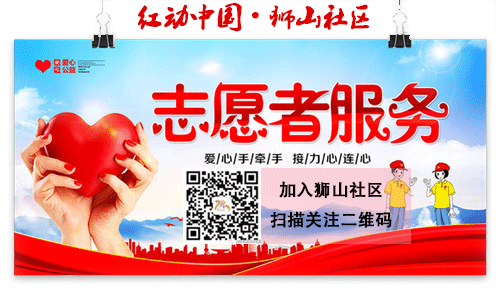 红动中国·狮山社区
爱心
公益
志愿者服务
爱/心/手/牵/手 接/力/心/连/心
加入狮山社区
扫描关注二维码